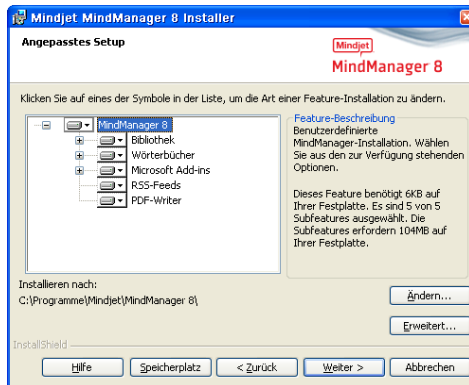 Mindjet MindManager 8 Installer
Angepasstes Setup
Mindjet
MindManager 8
Klicken Sie auf eines der Symbole in der Liste, um die Art einer Feature-Installation zu ändern.
MindManager 8
Bibliothek
Wörterbücher
Microsoft Add-ins
RSS-Feeds
PDF-Writer
Feature-Beschreibung
Benutzerdefinierte
MindManager-Installation. Wählen
Sie aus den zur Verfügung stehenden
Optionen.
Dieses Feature benötigt 6KB auf
Ihrer Festplatte. Es sind 5 von 5
Subfeatures ausgewählt. Die
Subfeatures erfordern 104MB auf
Ihrer Festplatte.
Installieren nach:
C:\Programme\Mindjet\MindManager 8\
Ändern...
Erweitert...
InstallShield
Hilfe
Speicherplatz
< Zurück
Weiter >
Abbrechen